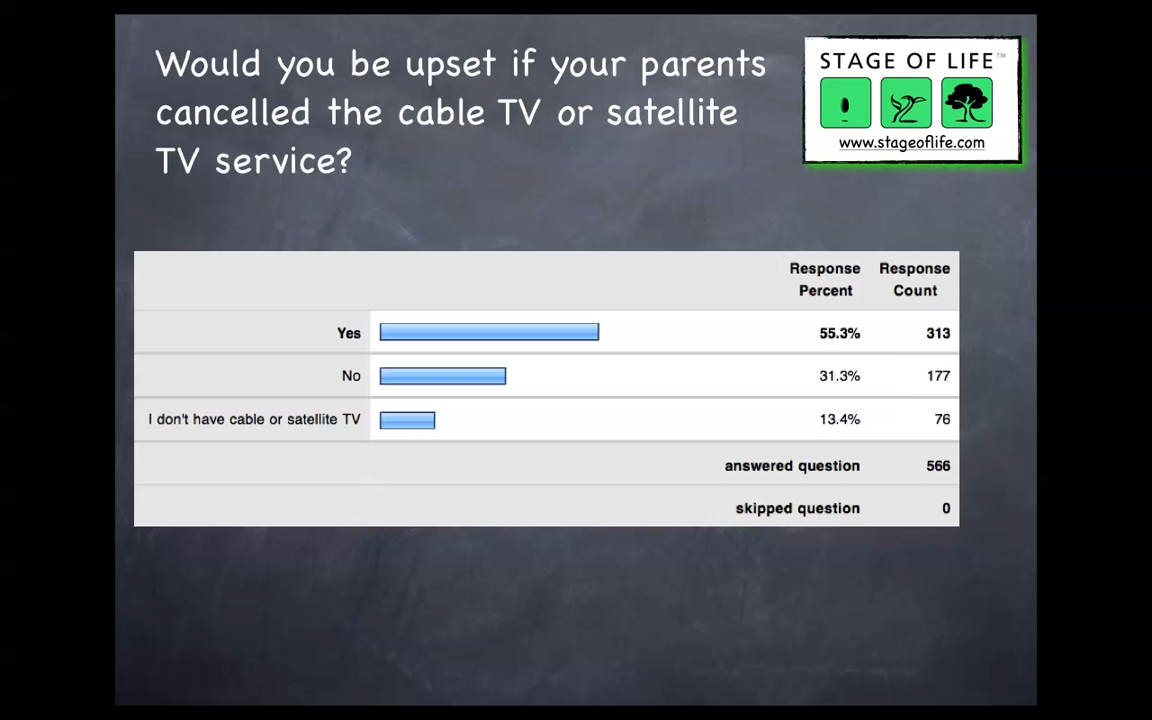 Would you be upset if your parents
cancelled the cable TV or satellite
TV service?
STAGE OF LIFE™
www.stageoflife.com
Response Percent Response Count
Yes 55.3% 313
No 31.3% 177
I don't have cable or satellite TV 13.4% 76
answered question 566
skipped question 0